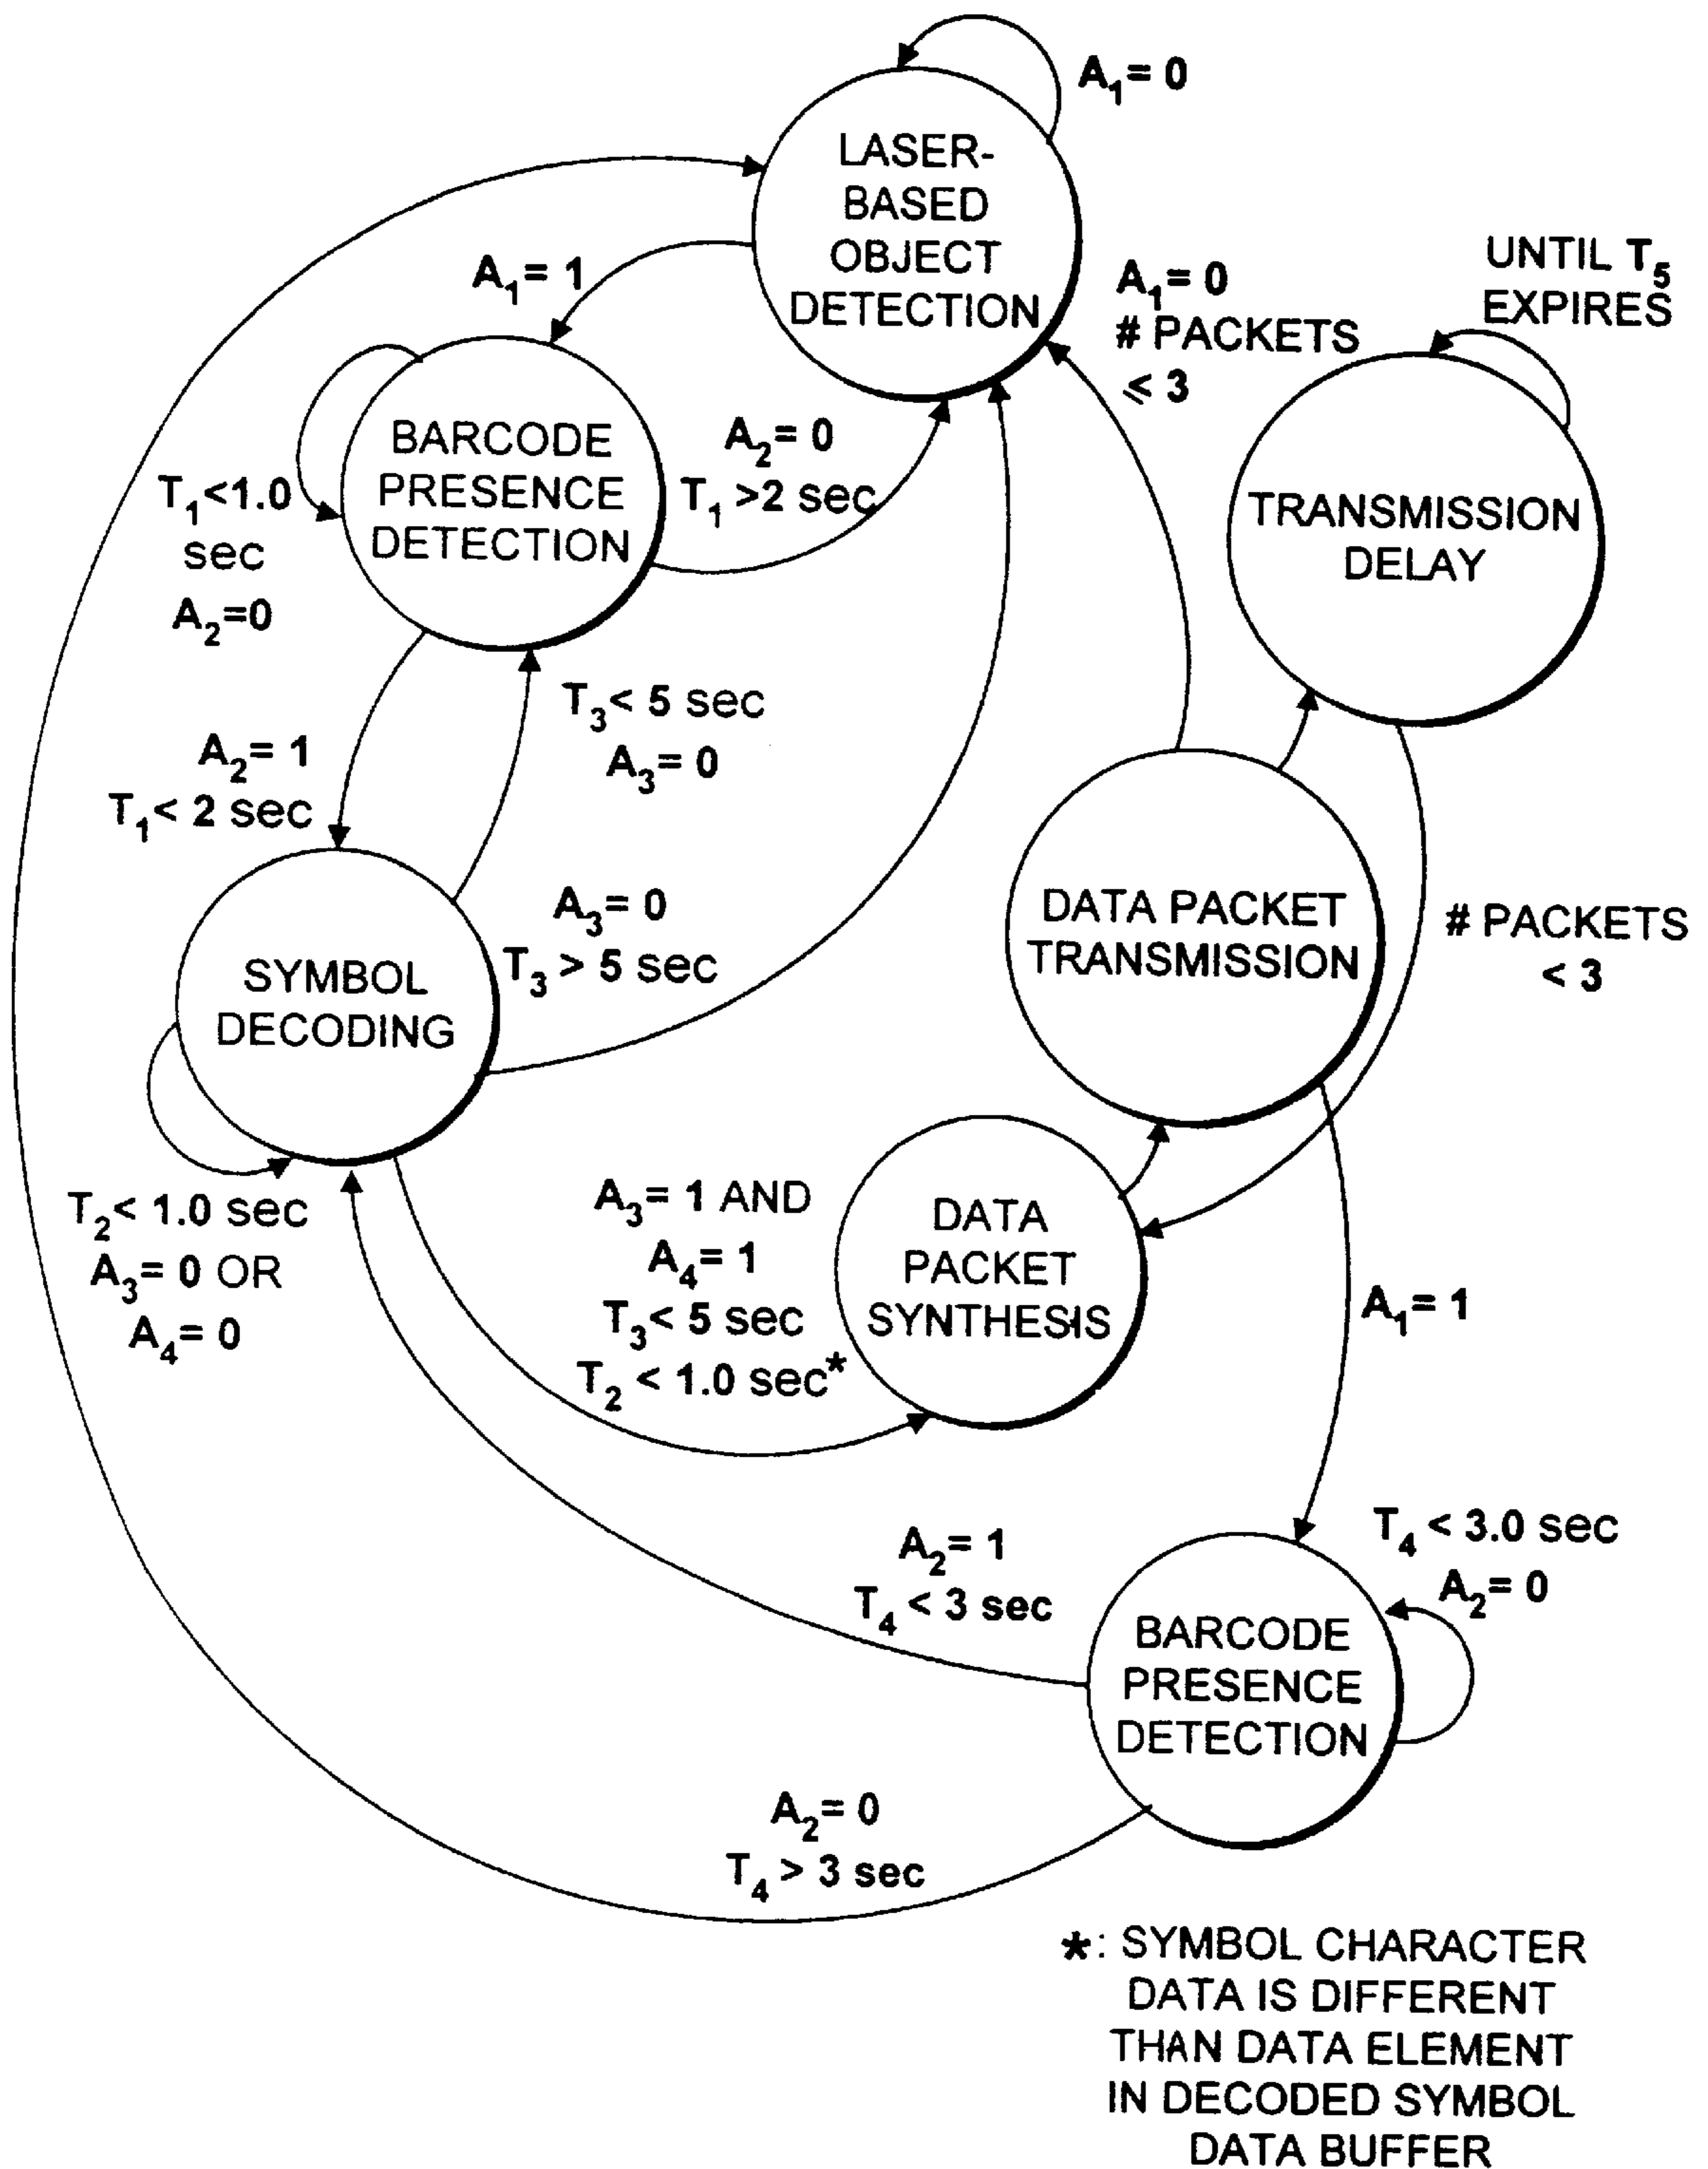 A1= 0
LASER-
BASED
OBJECT
DETECTION
A1= 1
A1= 0
# PACKETS
≤ 3
UNTIL T5
EXPIRES
BARCODE
PRESENCE
DETECTION
A2= 0
T1 >2 sec
T1 <1.0
sec
A2=0
TRANSMISSION
DELAY
T3< 5 sec
A3= 0
A2= 1
T1< 2 sec
A3= 0
T3 > 5 sec
DATA PACKET
TRANSMISSION
# PACKETS
< 3
SYMBOL
DECODING
T2< 1.0 sec
A3= 0 OR
A4= 0
A3= 1 AND
A4= 1
T3< 5 sec
T2 < 1.0 sec*
DATA
PACKET
SYNTHESIS
A1= 1
A2= 1
T4 < 3 sec
T4 < 3.0 sec
A2= 0
BARCODE
PRESENCE
DETECTION
A2= 0
T4 > 3 sec
*: SYMBOL CHARACTER
DATA IS DIFFERENT
THAN DATA ELEMENT
IN DECODED SYMBOL
DATA BUFFER